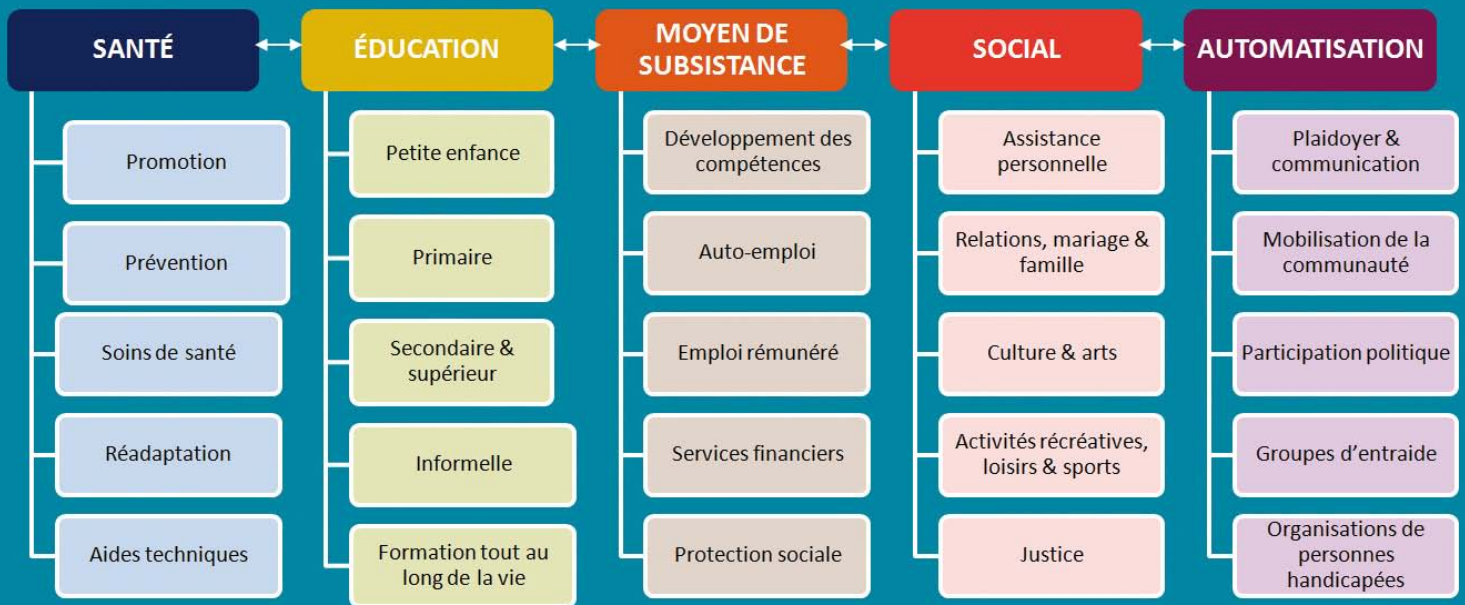 SANTÉ
ÉDUCATION
MOYEN DE
SUBSISTANCE
SOCIAL
AUTOMATISATION
Promotion
Prévention
Soins de santé
Réadaptation
Aides techniques
Petite enfance
Primaire
Secondaire &
supérieur
Informelle
Formation tout au
long de la vie
Développement des
compétences
Auto-emploi
Emploi rémunéré
Services financiers
Protection sociale
Assistance
personnelle
Relations, mariage &
famille
Culture & arts
Activités récréatives,
loisirs & sports
Justice
Plaidoyer &
communication
Mobilisation de la
communauté
Participation politique
Groupes d’entraide
Organisations de
personnes
handicapées